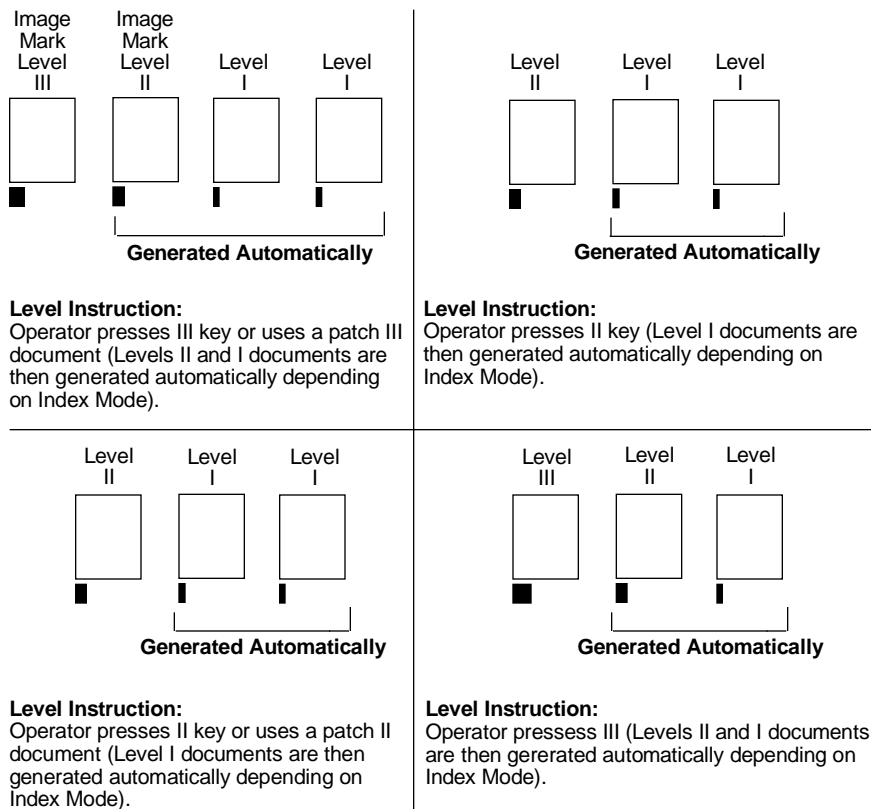 Image
Mark
Level
III
Image
Mark
Level
II
Level
I
Level
I
Generated Automatically
Level Instruction:
Operator presses III key or uses a patch III
document (Levels II and I documents are
then generated automatically depending
on Index Mode).
Level
II
Level
I
Level
I
Generated Automatically
Level Instruction:
Operator presses II key (Level I documents are
then generated automatically depending on
Index Mode).
Level
II
Level
I
Level
I
Generated Automatically
Level Instruction:
Operator presses II key or uses a patch II
document (Level I documents are then
generated automatically depending on
Index Mode).
Level
III
Level
II
Level
I
Generated Automatically
Level Instruction:
Operator pressess III (Levels II and I documents
are then gererated automatically depending on
Index Mode).